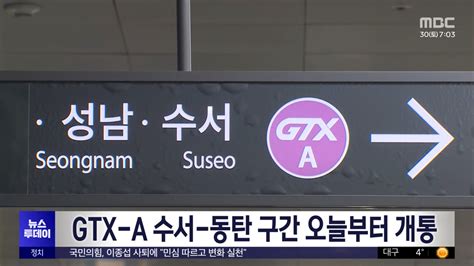 MBC
30(토) 7:03
· 성남 · 수서
Seongnam Suseo
GTX
A
뉴스
투데이
GTX-A 수서-동탄 구간 오늘부터 개통
정치
국민의힘, 이종섭 사퇴에 "민심 따르고 변화 실천"
대구 4°